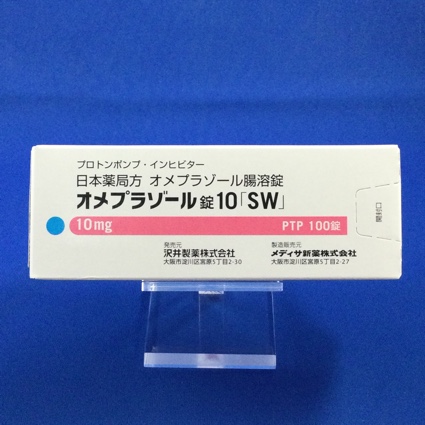 プロトンポンプ・インヒビター
日本薬局方 オメプラゾール腸溶錠
オメプラゾール錠10「SW」
10mg PTP 100錠
発売元
沢井製薬株式会社
大阪市淀川区宮原5丁目2-30
製造販売元
メディサ新薬株式会社
大阪市淀川区宮原5丁目2-27
開封口